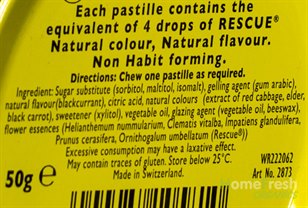 Each pastille contains the
equivalent of 4 drops of RESCUE®
Natural colour, Natural flavour.
Non Habit forming.
Directions: Chew one pastille as required.
Ingredients: Sugar substitute (sorbitol, maltitol, isomalt), gelling agent (gum arabic),
natural flavour(blackcurrant), citric acid, natural colours (extract of red cabbage, elder,
black carrot), sweetener (xylitol), vegetable oil, glazing agent (vegetable oil, beeswax),
flower essences (Helianthemum nummularium, Clematis vitalba, Impatiens glandulifera,
Prunus cerasifera, Ornithogalum umbellatum (Rescue))
Excessive consumption may have a laxative effect.
May contain traces of gluten. Store below 25°C.
Made in Switzerland.
WR222062
Art No. 2873
50g e